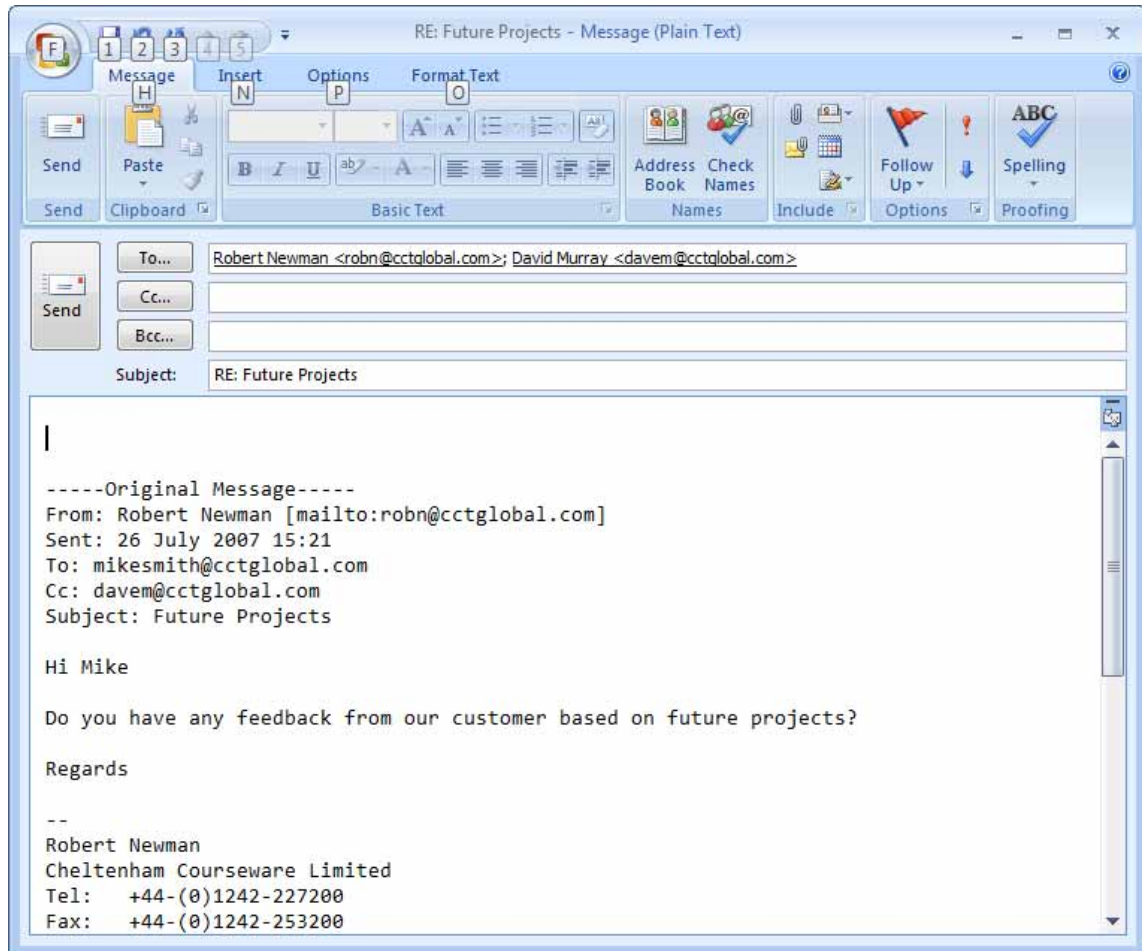 RE: Future Projects - Message (Plain Text)
F 1 2 3 4 5
Message Insert Options Format Text
H N P O
Send Paste B I U ab A Aa Address Book Check Names Follow Up ABC Spelling
Send Clipboard Basic Text Names Include Options Proofing
To... Robert Newman <robn@cctglobal.com>; David Murray <davem@cctglobal.com>
Cc...
Send
Bcc...
Subject: RE: Future Projects
-----Original Message-----
From: Robert Newman [mailto:robn@cctglobal.com]
Sent: 26 July 2007 15:21
To: mikesmith@cctglobal.com
Cc: davem@cctglobal.com
Subject: Future Projects
Hi Mike
Do you have any feedback from our customer based on future projects?
Regards
--
Robert Newman
Cheltenham Courseware Limited
Tel: +44-(0)1242-227200
Fax: +44-(0)1242-253200